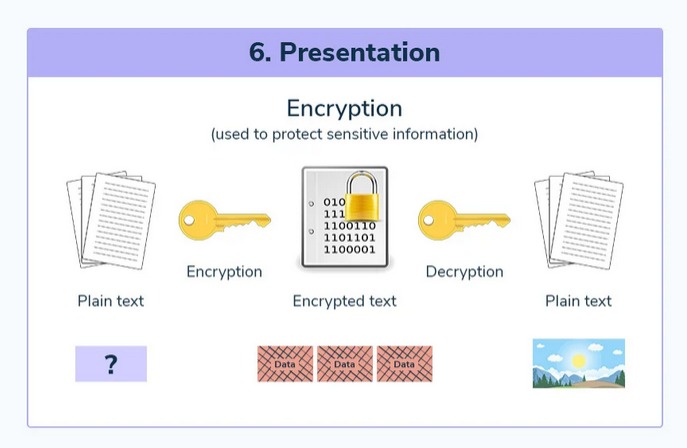 6. Presentation
Encryption
(used to protect sensitive information)
010
111
1100110
1101101
1100001
Encryption
Decryption
Plain text
Encrypted text
Plain text
?
Data
Data
Data